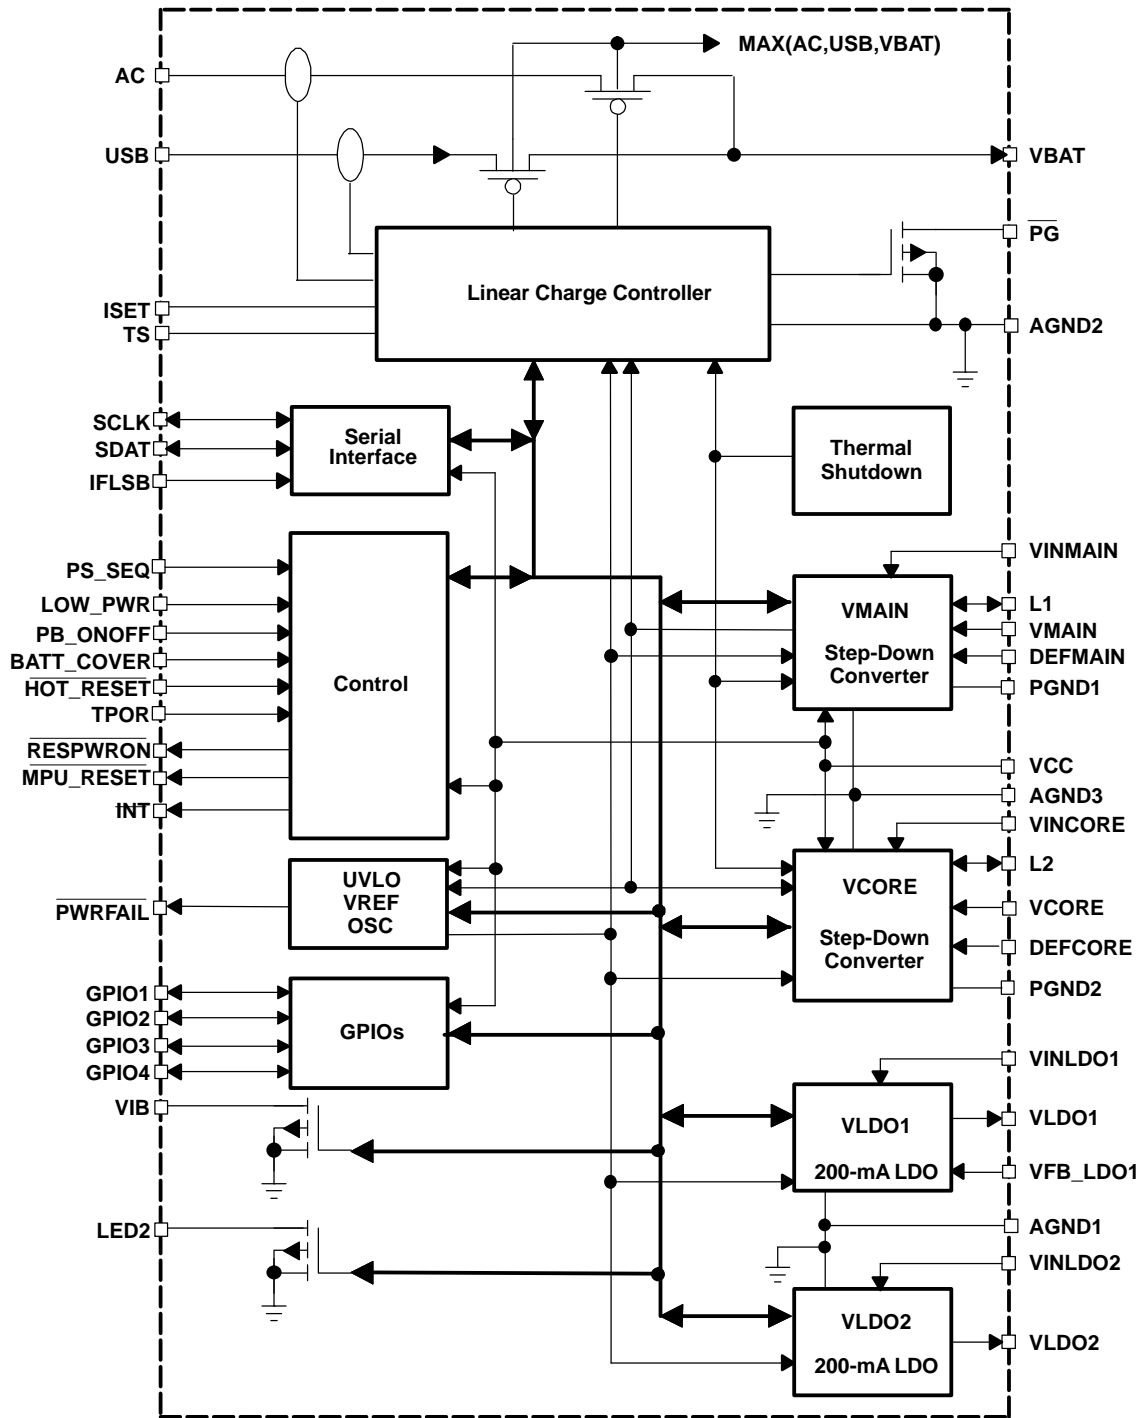 MAX(AC,USB,VBAT)
AC
USB
VBAT
PG
Linear Charge Controller
ISET
TS
AGND2
SCLK
SDAT
IFLSB
Serial
Interface
Thermal
Shutdown
PS_SEQ
LOW_PWR
PB_ONOFF
BATT_COVER
HOT_RESET
TPOR
RESPWRON
MPU_RESET
INT
Control
VINMAIN
L1
VMAIN
DEFMAIN
PGND1
VMAIN
Step-Down
Converter
VCC
AGND3
VINCORE
L2
VCORE
DEFCORE
PGND2
VCORE
Step-Down
Converter
PWRFAIL
UVLO
VREF
OSC
GPIO1
GPIO2
GPIO3
GPIO4
GPIOs
VIB
LED2
VINLDO1
VLDO1
VFB_LDO1
VLDO1
200-mA LDO
AGND1
VINLDO2
VLDO2
200-mA LDO
VLDO2